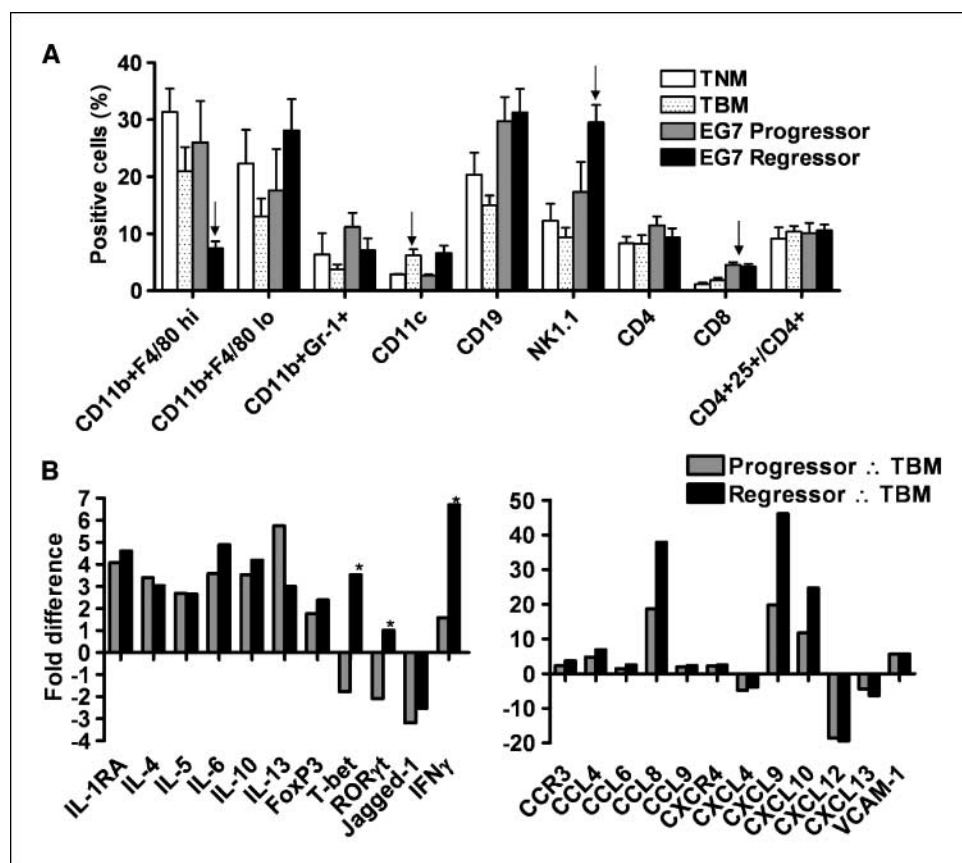 A
Positive cells (%)
40
30
20
10
0
TNM
TBM
EG7 Progressor
EG7 Regressor
CD11b+F4/80 hi
CD11b+F4/80 lo
CD11b+Gr-1+
CD11c
CD19
NK1.1
CD4
CD8
CD4+25+/CD4+
B
Progressor ∴ TBM
Regressor ∴ TBM
Fold difference
7
6
5
4
3
2
1
0
-1
-2
-3
-4
*
*
*
IL-1RA
IL-4
IL-5
IL-6
IL-10
IL-13
FoxP3
T-bet
RORγt
Jagged-1
IFNγ
50
40
30
20
10
0
-10
-20
CCR3
CCL4
CCL6
CCL8
CCL9
CXCR4
CXCL4
CXCL9
CXCL10
CXCL12
CXCL13
VCAM-1